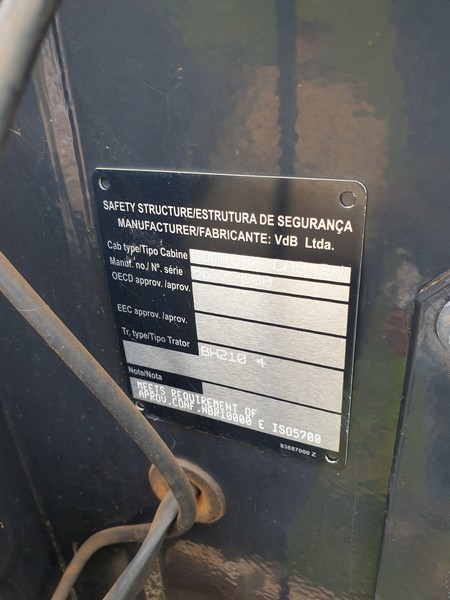 SAFETY STRUCTURE/ESTRUTURA DE SEGURANÇA
MANUFACTURER/FABRICANTE: VdB Ltda.
Cab type/Tipo Cabine
Manuf. no./ Nº. série
OECD approv./aprov.
EEC approv./aprov.
Tr. type/Tipo Trator
BH210 4
Note/Nota
MEETS REQUIREMENT OF
APROV.CONF.NBR10000 E ISO5700
83687000 Z